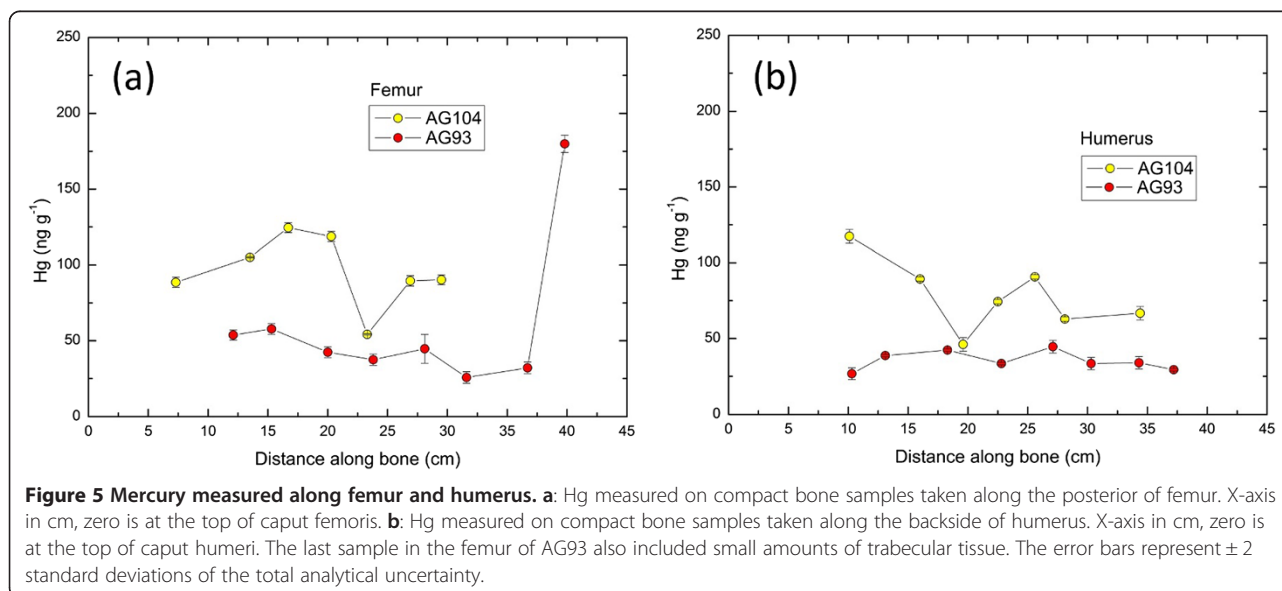 (a)
Femur
AG104
AG93
250
200
150
100
50
0
Hg (ng g⁻¹)
0 5 10 15 20 25 30 35 40 45
Distance along bone (cm)
(b)
Humerus
AG104
AG93
250
200
150
100
50
0
Hg (ng g⁻¹)
0 5 10 15 20 25 30 35 40 45
Distance along bone (cm)
Figure 5 Mercury measured along femur and humerus. a: Hg measured on compact bone samples taken along the posterior of femur. X-axis
in cm, zero is at the top of caput femoris. b: Hg measured on compact bone samples taken along the backside of humerus. X-axis in cm, zero is
at the top of caput humeri. The last sample in the femur of AG93 also included small amounts of trabecular tissue. The error bars represent ± 2
standard deviations of the total analytical uncertainty.